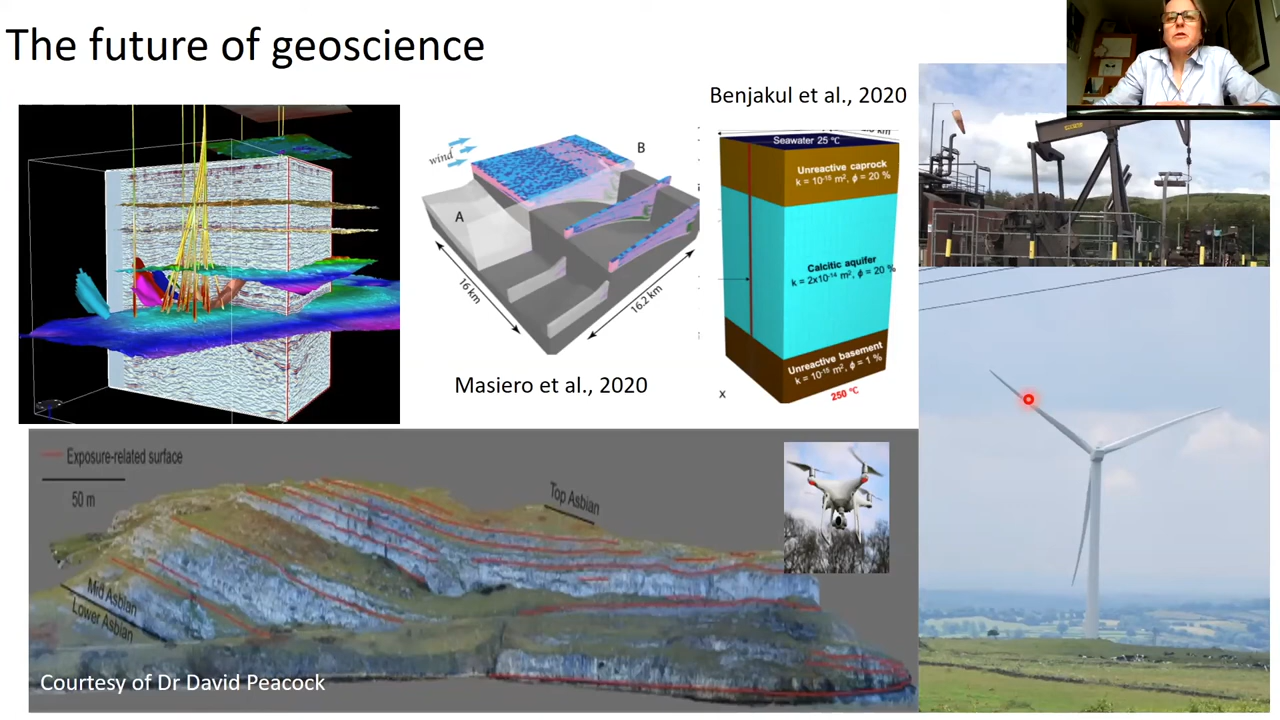 The future of geoscience
Benjakul et al., 2020
wind
A
B
16 km
16.2 km
Masiero et al., 2020
km
Seawater 25 ℃
Unreactive caprock
k = 10⁻¹⁵ m², ϕ = 20 %
Calcitic aquifer
k = 2x10⁻¹⁴ m², ϕ = 20 %
Unreactive basement
k = 10⁻¹⁵ m², ϕ = 1 %
x
250 ℃
Exposure-related surface
50 m
Top Asbian
Mid Asbian
Lower Asbian
Courtesy of Dr David Peacock